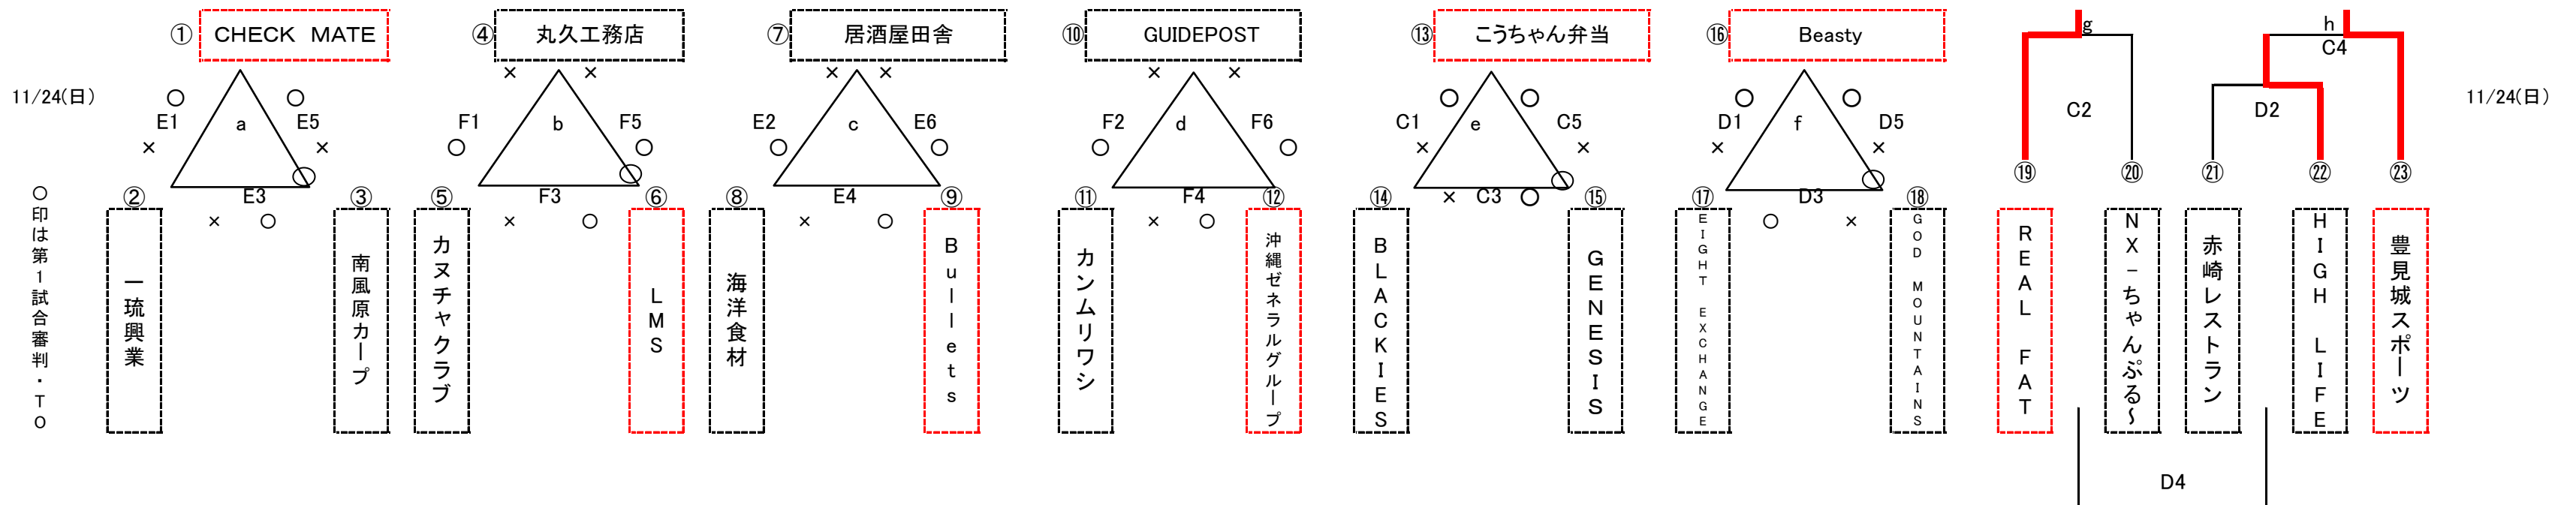 ① CHECK MATE
④ 丸久工務店
⑦ 居酒屋田舎
⑩ GUIDEPOST
⑬ こうちゃん弁当
⑯ Beasty
g
h
C4
11/24(日)
○ ○
E1 a E5
× ×
E3
× ○
× ×
F1 b F5
○ ○
F3
× ○
× ×
E2 c E6
○ ○
E4
× ○
× ×
F2 d F6
○ ○
F4
× ○
○ ○
C1 e C5
× ×
× C3 ○
○ ○
D1 f D5
× ×
D3
○ ×
C2
D2
11/24(日)
○印は第1試合審判・TO
② 一琉興業
③ 南風原カープ
⑤ カヌチャクラブ
⑥ LMS
⑧ 海洋食材
⑨ Bullets
⑪ カンムリワシ
⑫ 沖縄ゼネラルグループ
⑭ BLACKIES
⑮ GENESIS
⑰ EIGHT EXCHANGE
⑱ GOD MOUNTAINS
⑲ REAL FAT
⑳ NX-ちゃんぷる~
㉑ 赤崎レストラン
㉒ HIGH LIFE
㉓ 豊見城スポーツ
D4